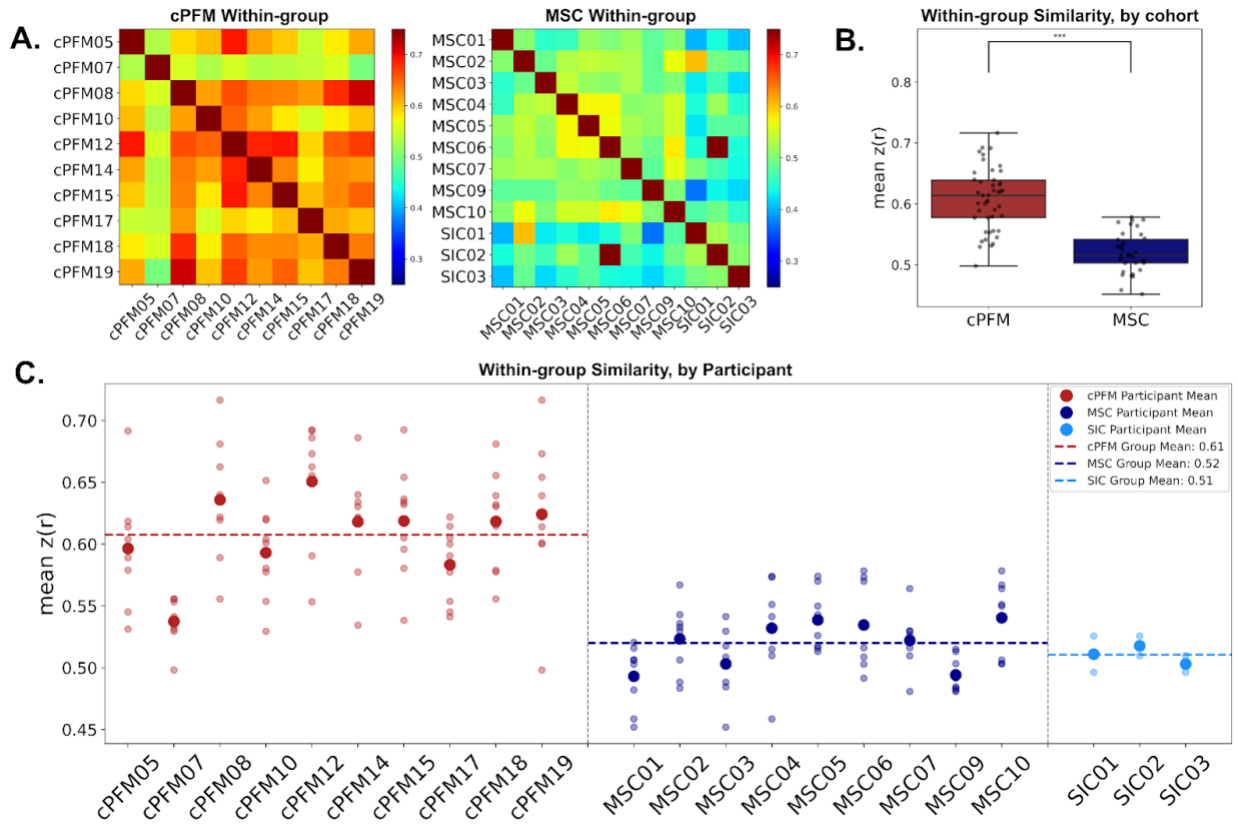 A.
cPFM Within-group
cPFM05
cPFM07
cPFM08
cPFM10
cPFM12
cPFM14
cPFM15
cPFM17
cPFM18
cPFM19
cPFM05
cPFM07
cPFM08
cPFM10
cPFM12
cPFM14
cPFM15
cPFM17
cPFM18
cPFM19
0.7
0.6
0.5
0.4
0.3
MSC Within-group
MSC01
MSC02
MSC03
MSC04
MSC05
MSC06
MSC07
MSC09
MSC10
SIC01
SIC02
SIC03
MSC01
MSC02
MSC03
MSC04
MSC05
MSC06
MSC07
MSC09
MSC10
SIC01
SIC02
SIC03
0.7
0.6
0.5
0.4
0.3
B.
Within-group Similarity, by cohort
***
mean z(r)
0.8
0.7
0.6
0.5
cPFM
MSC
C.
Within-group Similarity, by Participant
mean z(r)
0.70
0.65
0.60
0.55
0.50
0.45
cPFM Participant Mean
MSC Participant Mean
SIC Participant Mean
cPFM Group Mean: 0.61
MSC Group Mean: 0.52
SIC Group Mean: 0.51
cPFM05
cPFM07
cPFM08
cPFM10
cPFM12
cPFM14
cPFM15
cPFM17
cPFM18
cPFM19
MSC01
MSC02
MSC03
MSC04
MSC05
MSC06
MSC07
MSC09
MSC10
SIC01
SIC02
SIC03